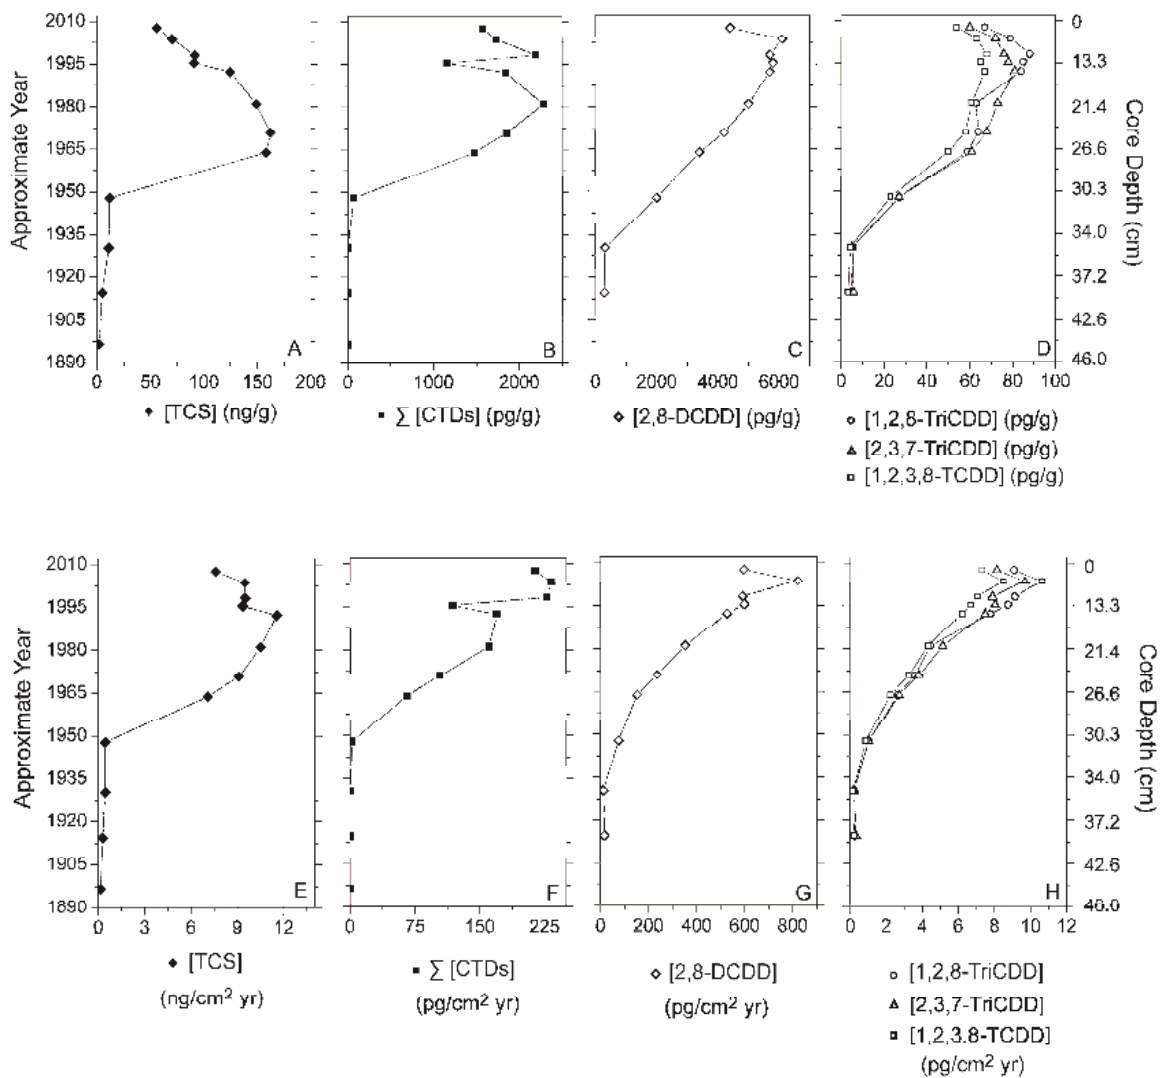 Approximate Year
2010
1995
1980
1965
1950
1935
1920
1905
1890
A
0 50 100 150 200
♦ [TCS] (ng/g)
B
0 1000 2000
■ ∑ [CTDs] (pg/g)
C
0 2000 4000 6000
◇ [2,8-DCDD] (pg/g)
D
0 20 40 60 80 100
○ [1,2,8-TriCDD] (pg/g)
△ [2,3,7-TriCDD] (pg/g)
□ [1,2,3,8-TCDD] (pg/g)
0
13.3
21.4
26.6
30.3
34.0
37.2
42.6
46.0
Core Depth (cm)
Approximate Year
2010
1995
1980
1965
1950
1935
1920
1905
1890
E
0 3 6 9 12
♦ [TCS]
(ng/cm² yr)
F
0 75 150 225
■ ∑ [CTDs]
(pg/cm² yr)
G
0 200 400 600 800
◇ [2,8-DCDD]
(pg/cm² yr)
H
0 2 4 6 8 10 12
○ [1,2,8-TriCDD]
△ [2,3,7-TriCDD]
□ [1,2,3.8-TCDD]
(pg/cm² yr)
0
13.3
21.4
26.6
30.3
34.0
37.2
42.6
46.0
Core Depth (cm)